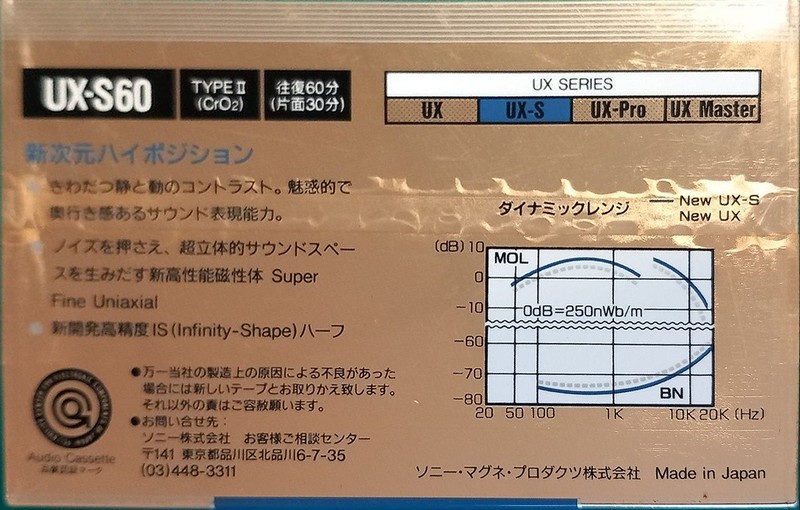 UX-S60
TYPE II
(CrO2)
往復60分
(片面30分)
UX SERIES
UX UX-S UX-Pro UX Master
新次元ハイポジション
きわだつ静と動のコントラスト。魅惑的で
奥行き感あるサウンド表現能力。
ノイズを押さえ、超立体的サウンドスペー
スを生みだす新高性能磁性体 Super
Fine Uniaxial
新開発高精度IS(Infinity-Shape)ハーフ
ダイナミックレンジ
New UX-S
New UX
(dB)
10
0
-10
-60
-70
-80
MOL
0dB=250nWb/m
BN
20 50 100 1K 10K 20K (Hz)
●万一当社の製造上の原因による不良があった
場合には新しいテープとお取りかえ致します。
それ以外の責はご容赦願います。
●お問い合せ先:
ソニー株式会社 お客様ご相談センター
〒141 東京都品川区北品川6-7-35
(03)448-3311
Audio Cassette
ソニー・マグネ・プロダクツ株式会社 Made in Japan